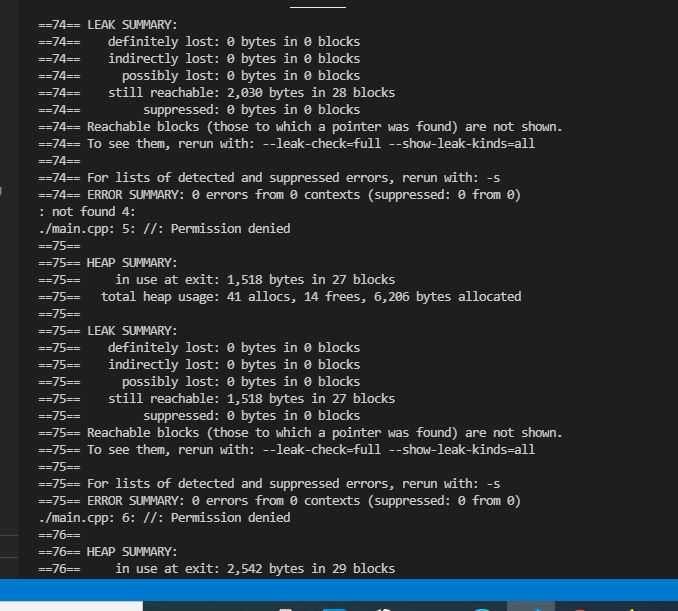 ==74== LEAK SUMMARY:
==74==    definitely lost: 0 bytes in 0 blocks
==74==    indirectly lost: 0 bytes in 0 blocks
==74==      possibly lost: 0 bytes in 0 blocks
==74==    still reachable: 2,030 bytes in 28 blocks
==74==         suppressed: 0 bytes in 0 blocks
==74== Reachable blocks (those to which a pointer was found) are not shown.
==74== To see them, rerun with: --leak-check=full --show-leak-kinds=all
==74==
==74== For lists of detected and suppressed errors, rerun with: -s
==74== ERROR SUMMARY: 0 errors from 0 contexts (suppressed: 0 from 0)
: not found 4:
./main.cpp: 5: //: Permission denied
==75==
==75== HEAP SUMMARY:
==75==     in use at exit: 1,518 bytes in 27 blocks
==75==   total heap usage: 41 allocs, 14 frees, 6,206 bytes allocated
==75==
==75== LEAK SUMMARY:
==75==    definitely lost: 0 bytes in 0 blocks
==75==    indirectly lost: 0 bytes in 0 blocks
==75==      possibly lost: 0 bytes in 0 blocks
==75==    still reachable: 1,518 bytes in 27 blocks
==75==         suppressed: 0 bytes in 0 blocks
==75== Reachable blocks (those to which a pointer was found) are not shown.
==75== To see them, rerun with: --leak-check=full --show-leak-kinds=all
==75==
==75== For lists of detected and suppressed errors, rerun with: -s
==75== ERROR SUMMARY: 0 errors from 0 contexts (suppressed: 0 from 0)
./main.cpp: 6: //: Permission denied
==76==
==76== HEAP SUMMARY:
==76==     in use at exit: 2,542 bytes in 29 blocks